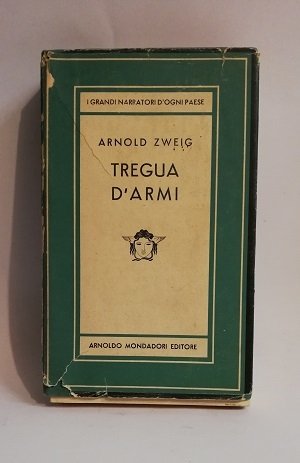 I GRANDI NARRATORI D'OGNI PAESE
ARNOLD ZWEIG
TREGUA
D'ARMI
ARNOLDO MONDADORI EDITORE